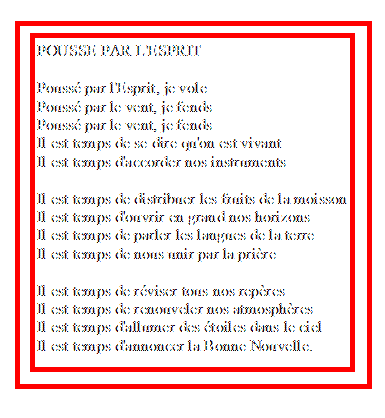 POUSSE PAR L'ESPRIT
Poussé par l'Esprit, je vole
Poussé par le vent, je fends
Poussé par le vent, je fends
Il est temps de se dire qu'on est vivant
Il est temps d'accorder nos instruments
Il est temps de distribuer les fruits de la moisson
Il est temps d'ouvrir en grand nos horizons
Il est temps de parler les langues de la terre
Il est temps de nous unir par la prière
Il est temps de réviser tous nos repères
Il est temps de renouveler nos atmosphères
Il est temps d'allumer des étoiles dans le ciel
Il est temps d'annoncer la Bonne Nouvelle.